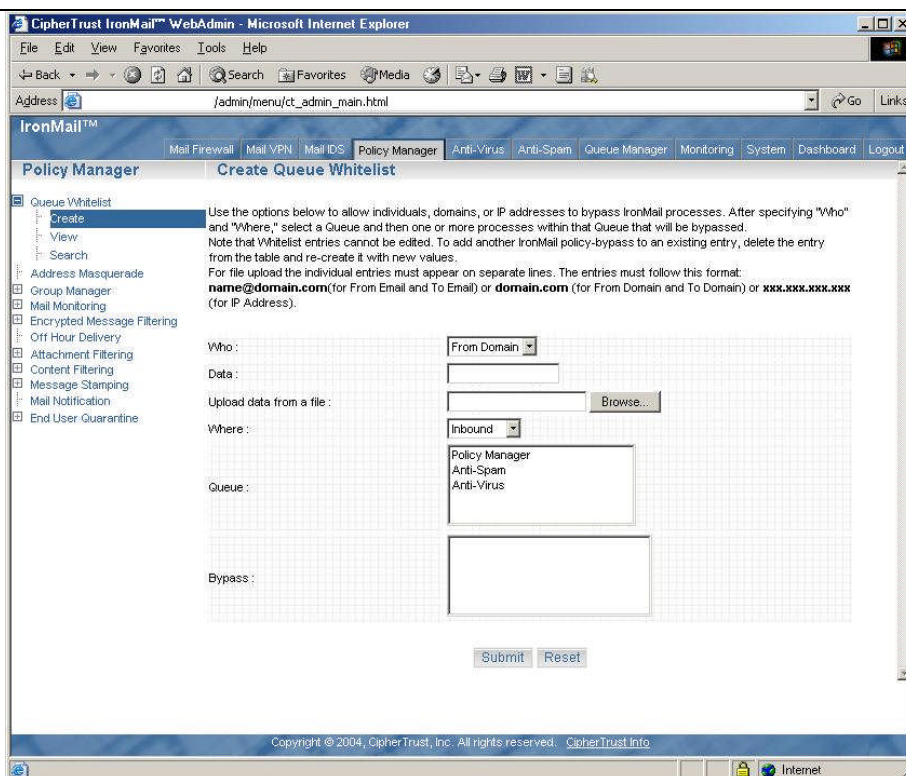 CipherTrust IronMail™ WebAdmin - Microsoft Internet Explorer
File Edit View Favorites Tools Help
Back Search Favorites Media
Address /admin/menu/ct_admin_main.html Go Links
IronMail™
Mail Firewall Mail VPN Mail IDS Policy Manager Anti-Virus Anti-Spam Queue Manager Monitoring System Dashboard Logout
Policy Manager
Queue Whitelist
Create
View
Search
Address Masquerade
Group Manager
Mail Monitoring
Encrypted Message Filtering
Off Hour Delivery
Attachment Filtering
Content Filtering
Message Stamping
Mail Notification
End User Quarantine
Create Queue Whitelist
Use the options below to allow individuals, domains, or IP addresses to bypass IronMail processes. After specifying "Who"
and "Where," select a Queue and then one or more processes within that Queue that will be bypassed.
Note that Whitelist entries cannot be edited. To add another IronMail policy-bypass to an existing entry, delete the entry
from the table and re-create it with new values.
For file upload the individual entries must appear on separate lines. The entries must follow this format:
name@domain.com(for From Email and To Email) or domain.com (for From Domain and To Domain) or xxx.xxx.xxx.xxx
(for IP Address).
Who : From Domain
Data :
Upload data from a file : Browse...
Where : Inbound
Queue :
Policy Manager
Anti-Spam
Anti-Virus
Bypass :
Submit Reset
Copyright © 2004, CipherTrust, Inc. All rights reserved. CipherTrust Info
Internet